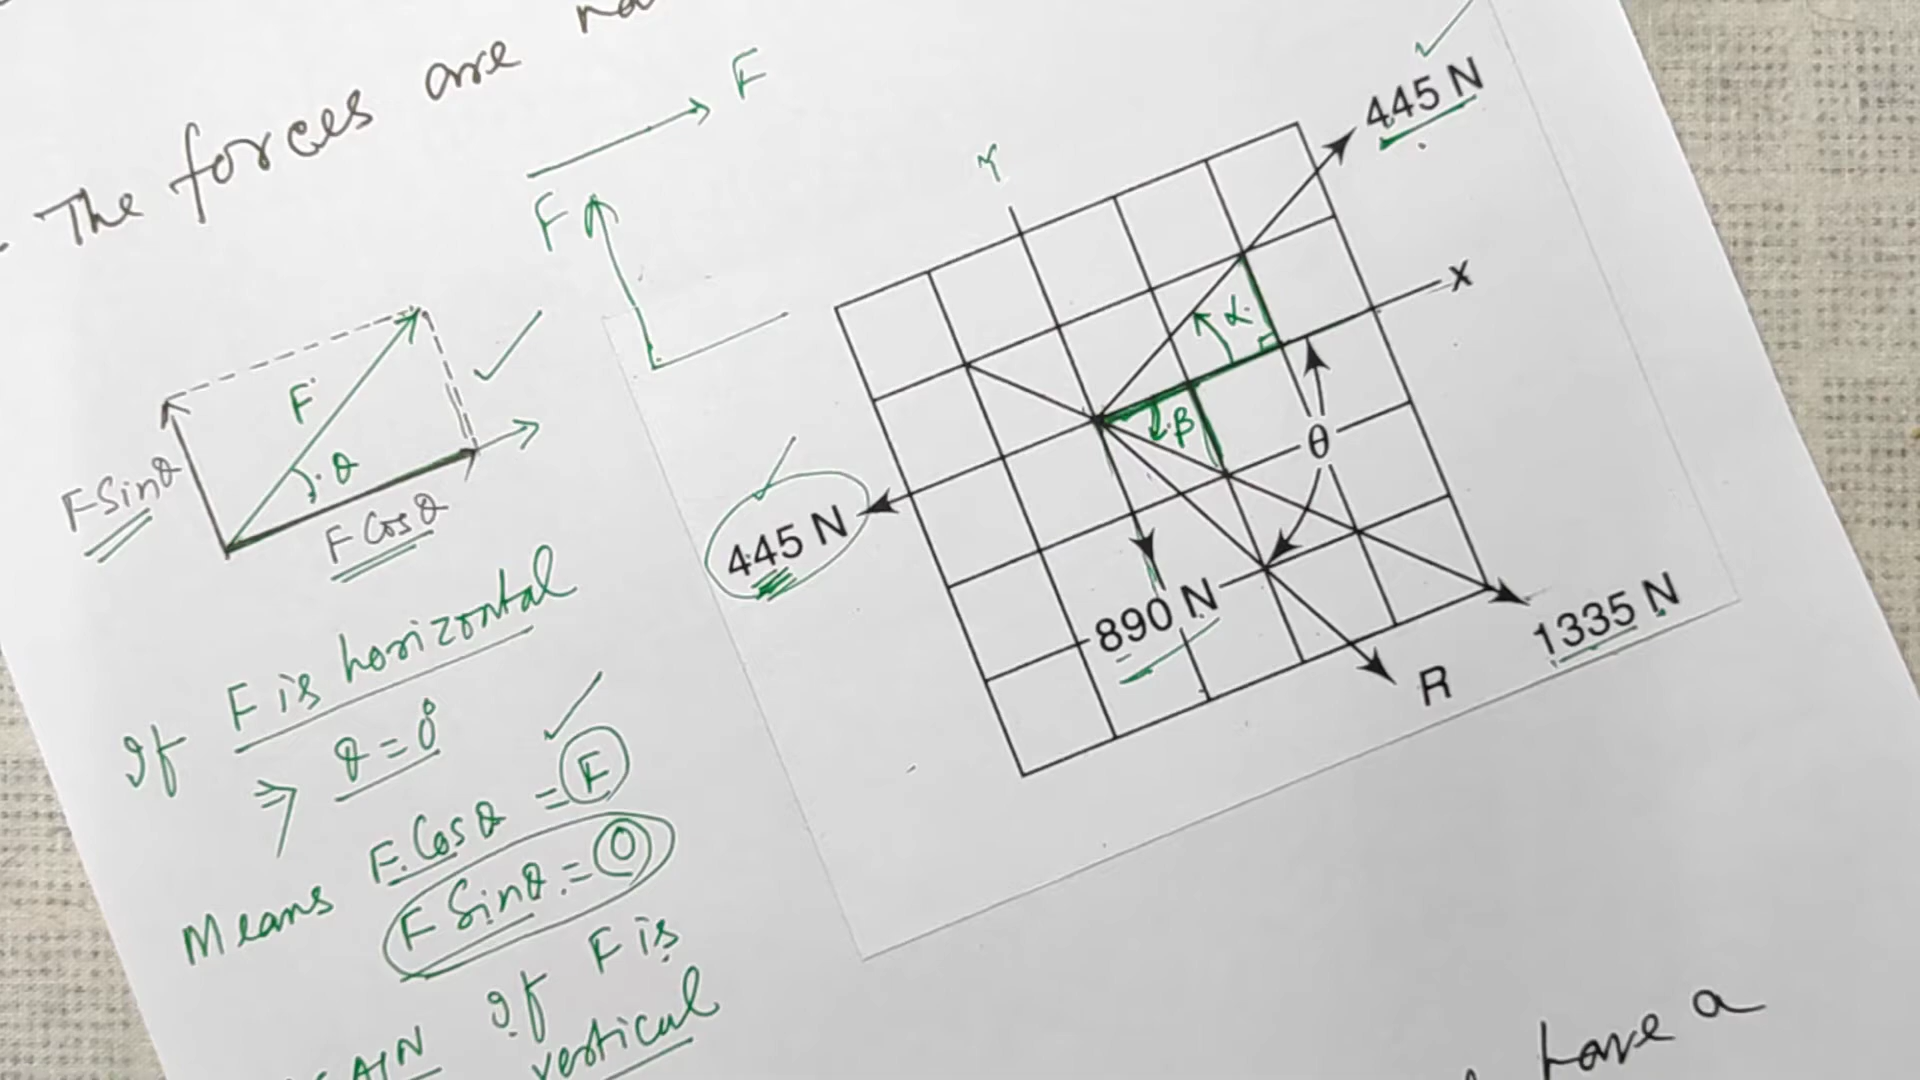 The forces are
F
F
F
θ
F Sinθ
F Cosθ
If F is horizontal
⇒ θ = 0°
Means F. Cosθ = F
F Sinθ. = 0
If F is
vertical
Y
445 N
X
α
β
θ
445 N
890 N
1335 N
R
have a